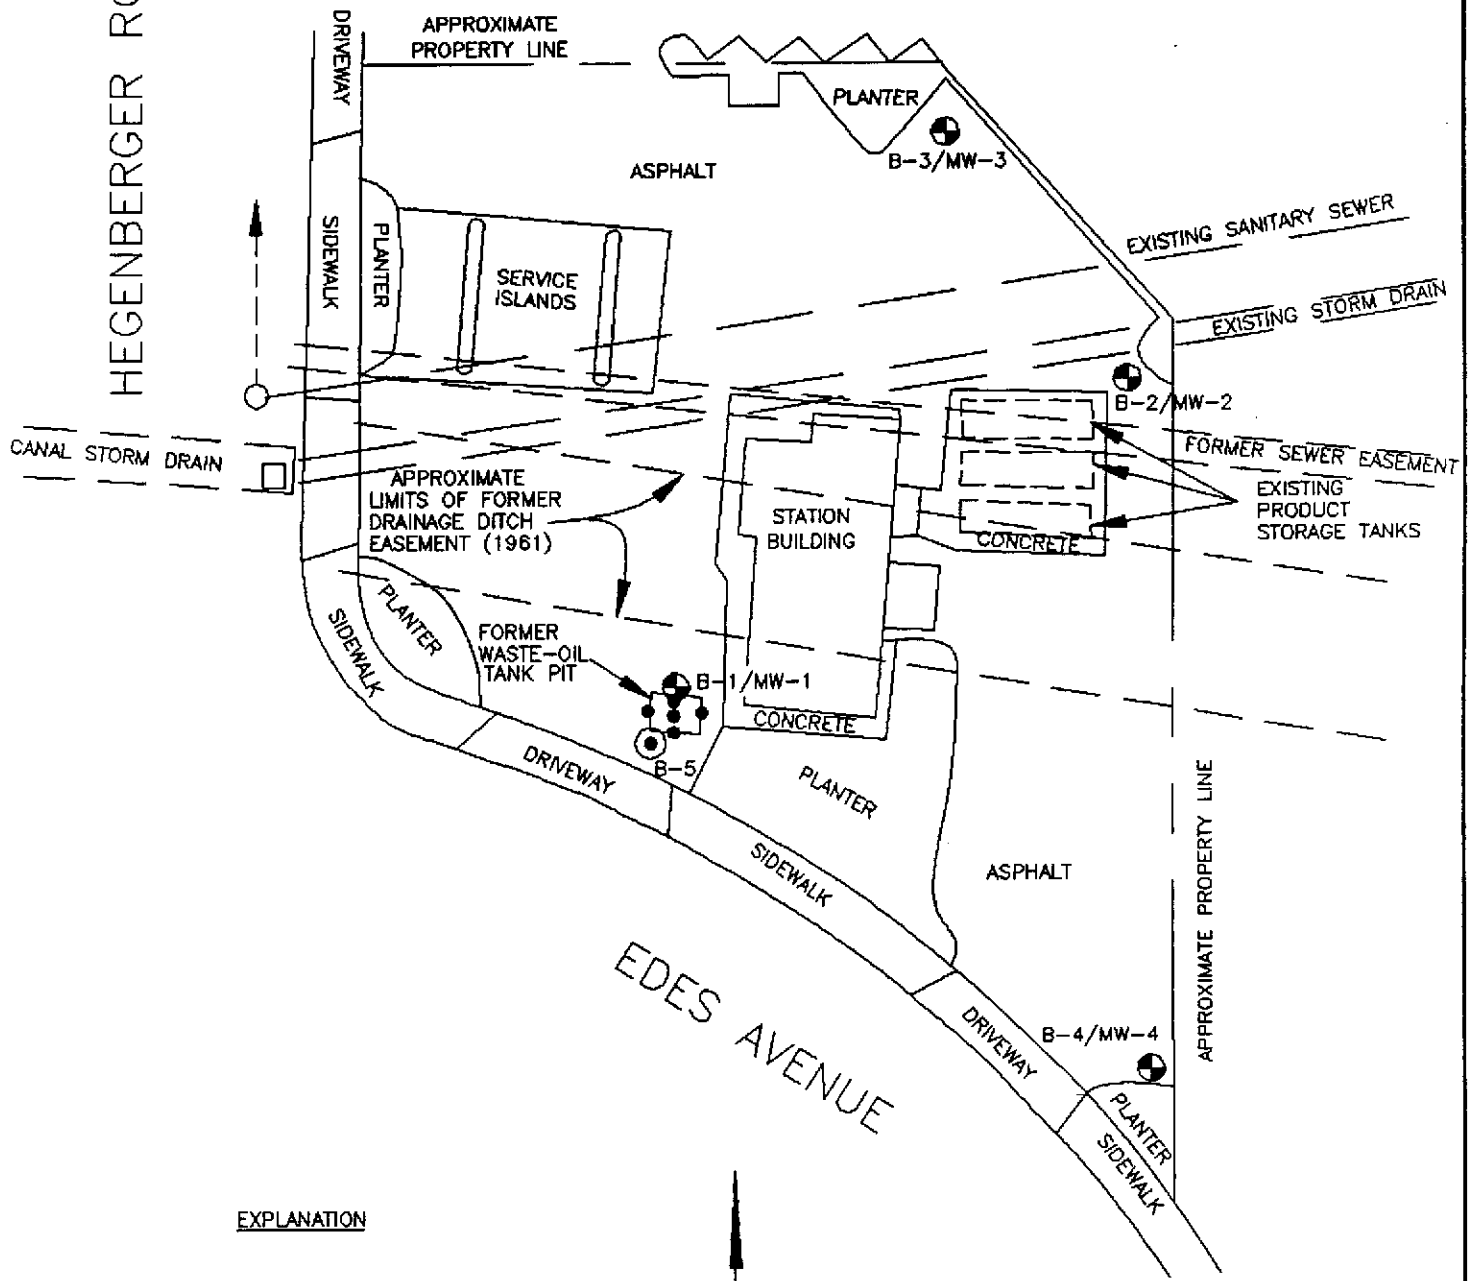 HEGENBERGER
DRIVEWAY
APPROXIMATE
PROPERTY LINE
PLANTER
B-3/MW-3
ASPHALT
SIDEWALK
PLANTER
SERVICE
ISLANDS
EXISTING SANITARY SEWER
EXISTING STORM DRAIN
B-2/MW-2
CANAL STORM DRAIN
FORMER SEWER EASEMENT
APPROXIMATE
LIMITS OF FORMER
DRAINAGE DITCH
EASEMENT (1961)
STATION
BUILDING
EXISTING
PRODUCT
STORAGE TANKS
CONCRETE
PLANTER
SIDEWALK
FORMER
WASTE-OIL
TANK PIT
B-1/MW-1
CONCRETE
B-5
DRIVEWAY
PLANTER
SIDEWALK
ASPHALT
APPROXIMATE PROPERTY LINE
EDES AVENUE
DRIVEWAY
B-4/MW-4
PLANTER
SIDEWALK
EXPLANATION